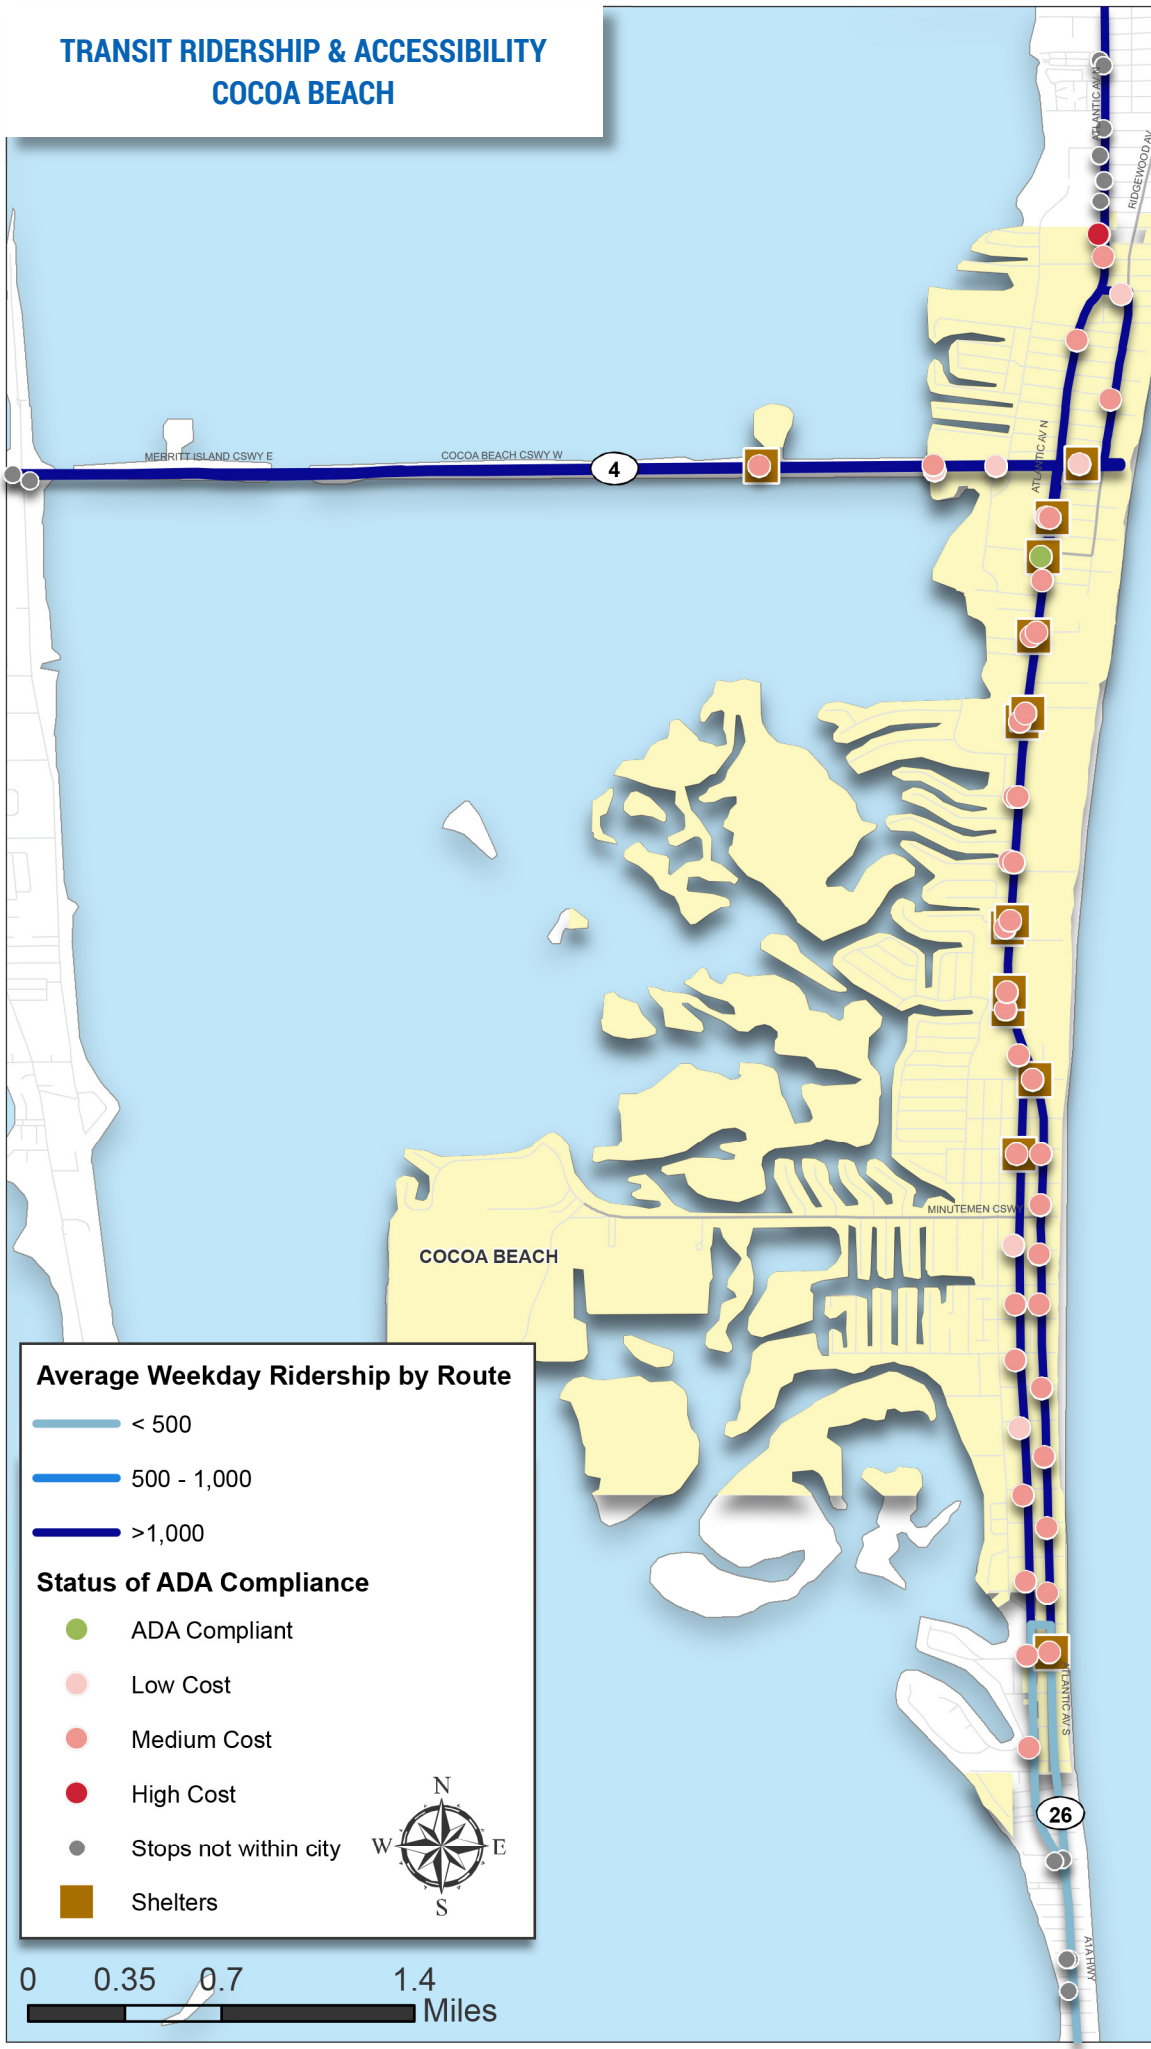 TRANSIT RIDERSHIP & ACCESSIBILITY
COCOA BEACH
ATLANTIC AV N
RIDGEWOOD AV
MERRITT ISLAND CSWY E
COCOA BEACH CSWY W
4
ATLANTIC AV N
MINUTEMEN CSWY
COCOA BEACH
Average Weekday Ridership by Route
< 500
500 - 1,000
>1,000
Status of ADA Compliance
ADA Compliant
Low Cost
Medium Cost
High Cost
Stops not within city
Shelters
N
W
E
S
ATLANTIC AV S
26
A1A HWY
0 0.35 0.7 1.4
Miles